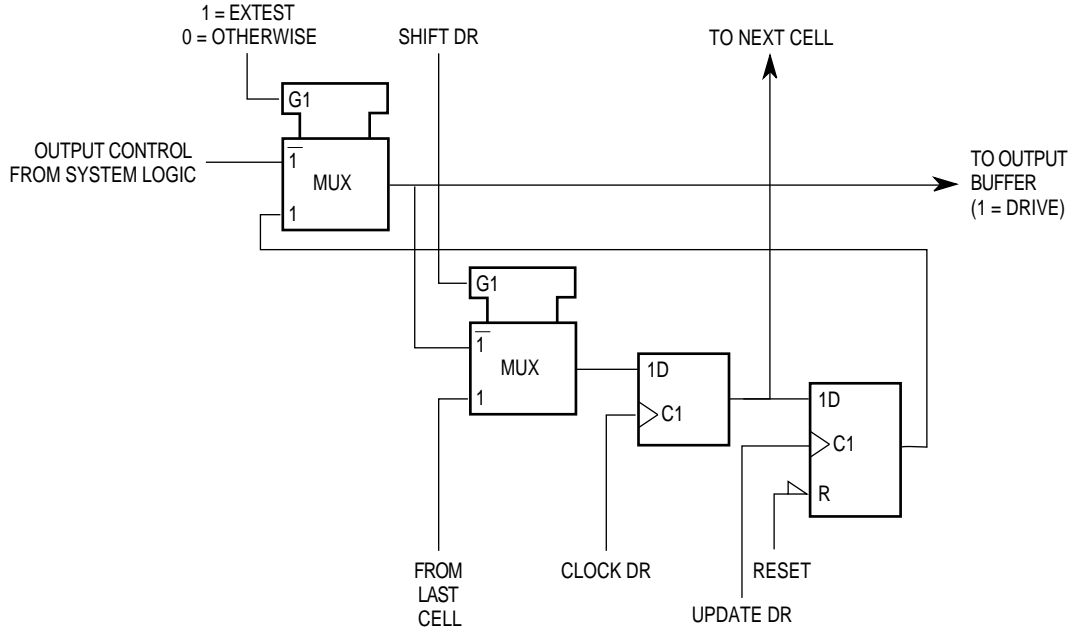 1 = EXTEST
0 = OTHERWISE
SHIFT DR
TO NEXT CELL
G1
OUTPUT CONTROL
FROM SYSTEM LOGIC
1
MUX
1
TO OUTPUT
BUFFER
(1 = DRIVE)
G1
1
MUX
1
1D
C1
1D
C1
R
FROM
LAST
CELL
CLOCK DR
RESET
UPDATE DR